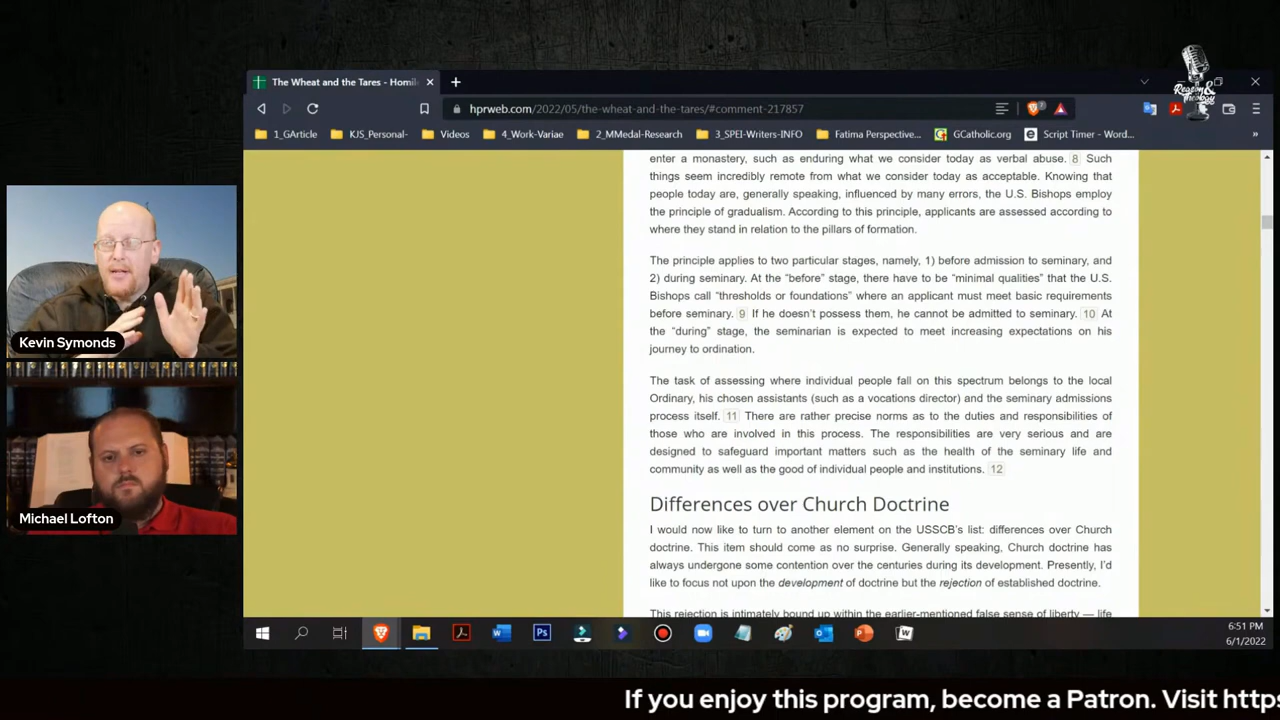 Reason &
Theology
The Wheat and the Tares - Homil
hprweb.com/2022/05/the-wheat-and-the-tares/#comment-217857
1_GArticle KJS_Personal- Videos 4_Work-Variae 2_MMedal-Research 3_SPEI-Writers-INFO Fatima Perspective... GCatholic.org Script Timer - Word... »
enter a monastery, such as enduring what we consider today as verbal abuse. 8 Such
things seem incredibly remote from what we consider today as acceptable. Knowing that
people today are, generally speaking, influenced by many errors, the U.S. Bishops employ
the principle of gradualism. According to this principle, applicants are assessed according to
where they stand in relation to the pillars of formation.
The principle applies to two particular stages, namely, 1) before admission to seminary, and
2) during seminary. At the “before” stage, there have to be “minimal qualities” that the U.S.
Bishops call “thresholds or foundations” where an applicant must meet basic requirements
before seminary. 9 If he doesn’t possess them, he cannot be admitted to seminary. 10 At
the “during” stage, the seminarian is expected to meet increasing expectations on his
journey to ordination.
The task of assessing where individual people fall on this spectrum belongs to the local
Ordinary, his chosen assistants (such as a vocations director) and the seminary admissions
process itself. 11 There are rather precise norms as to the duties and responsibilities of
those who are involved in this process. The responsibilities are very serious and are
designed to safeguard important matters such as the health of the seminary life and
community as well as the good of individual people and institutions. 12
Differences over Church Doctrine
I would now like to turn to another element on the USSCB’s list: differences over Church
doctrine. This item should come as no surprise. Generally speaking, Church doctrine has
always undergone some contention over the centuries during its development. Presently, I’d
like to focus not upon the development of doctrine but the rejection of established doctrine.
This rejection is intimately bound up within the earlier-mentioned false sense of liberty — life
Kevin Symonds
Michael Lofton
6:51 PM
6/1/2022
If you enjoy this program, become a Patron. Visit https